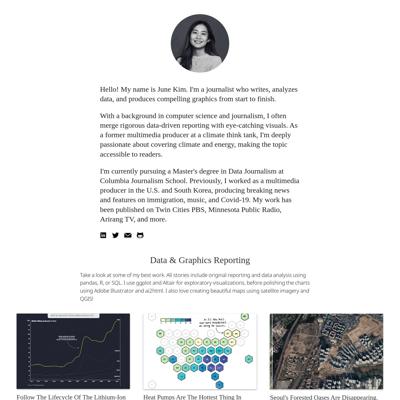 Hello! My name is June Kim. I'm a journalist who writes, analyzes
data, and produces compelling graphics from start to finish.
With a background in computer science and journalism, I often
merge rigorous data-driven reporting with eye-catching visuals. As
a former multimedia producer at a climate think tank, I'm deeply
passionate about covering climate and energy, making the topic
accessible to readers.
I'm currently pursuing a Master's degree in Data Journalism at
Columbia Journalism School. Previously, I worked as a multimedia
producer in the U.S. and South Korea, producing breaking news
and features on immigration, music, and Covid-19. My work has
been published on Twin Cities PBS, Minnesota Public Radio,
Arirang TV, and more.
Data & Graphics Reporting
Take a look at some of my best work. All stories include original reporting and data analysis using
pandas, R, or SQL. I use ggplot and Altair for exploratory visualizations, before polishing the charts
using Adobe Illustrator and ai2html. I also love creating beautiful maps using satellite imagery and
QGIS!
Follow The Lifecycle Of The Lithium-Ion
Heat Pumps Are The Hottest Thing In
Seoul's Forested Oases Are Disappearing.